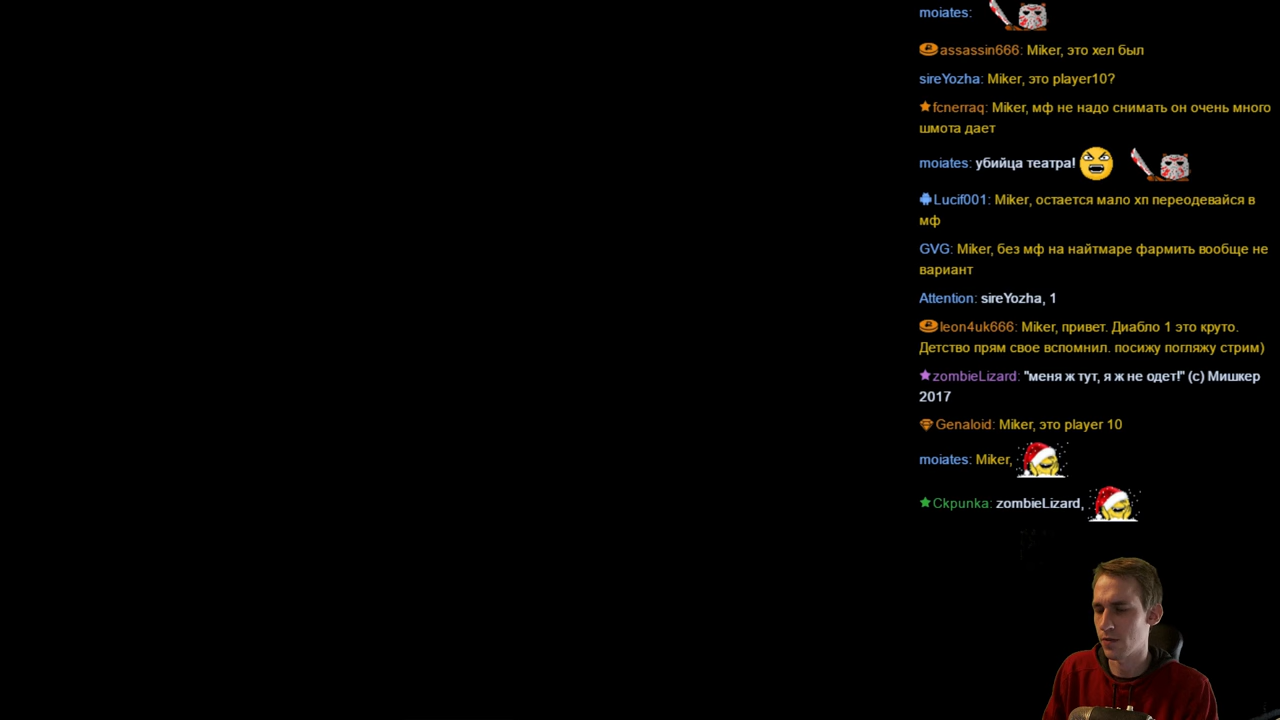 moiates:
assassin666: Miker, это хел был
sireYozha: Miker, это player10?
fcnerraq: Miker, мф не надо снимать он очень много
шмота дает
moiates: убийца театра!
Lucif001: Miker, остается мало хп переодевайся в
мф
GVG: Miker, без мф на найтмаре фармить вообще не
вариант
Attention: sireYozha, 1
leon4uk666: Miker, привет. Диабло 1 это круто.
Детство прям свое вспомнил. посижу погляжу стрим)
zombieLizard: "меня ж тут, я ж не одет!" (с) Мишкер
2017
Genaloid: Miker, это player 10
moiates: Miker,
Ckpunka: zombieLizard,